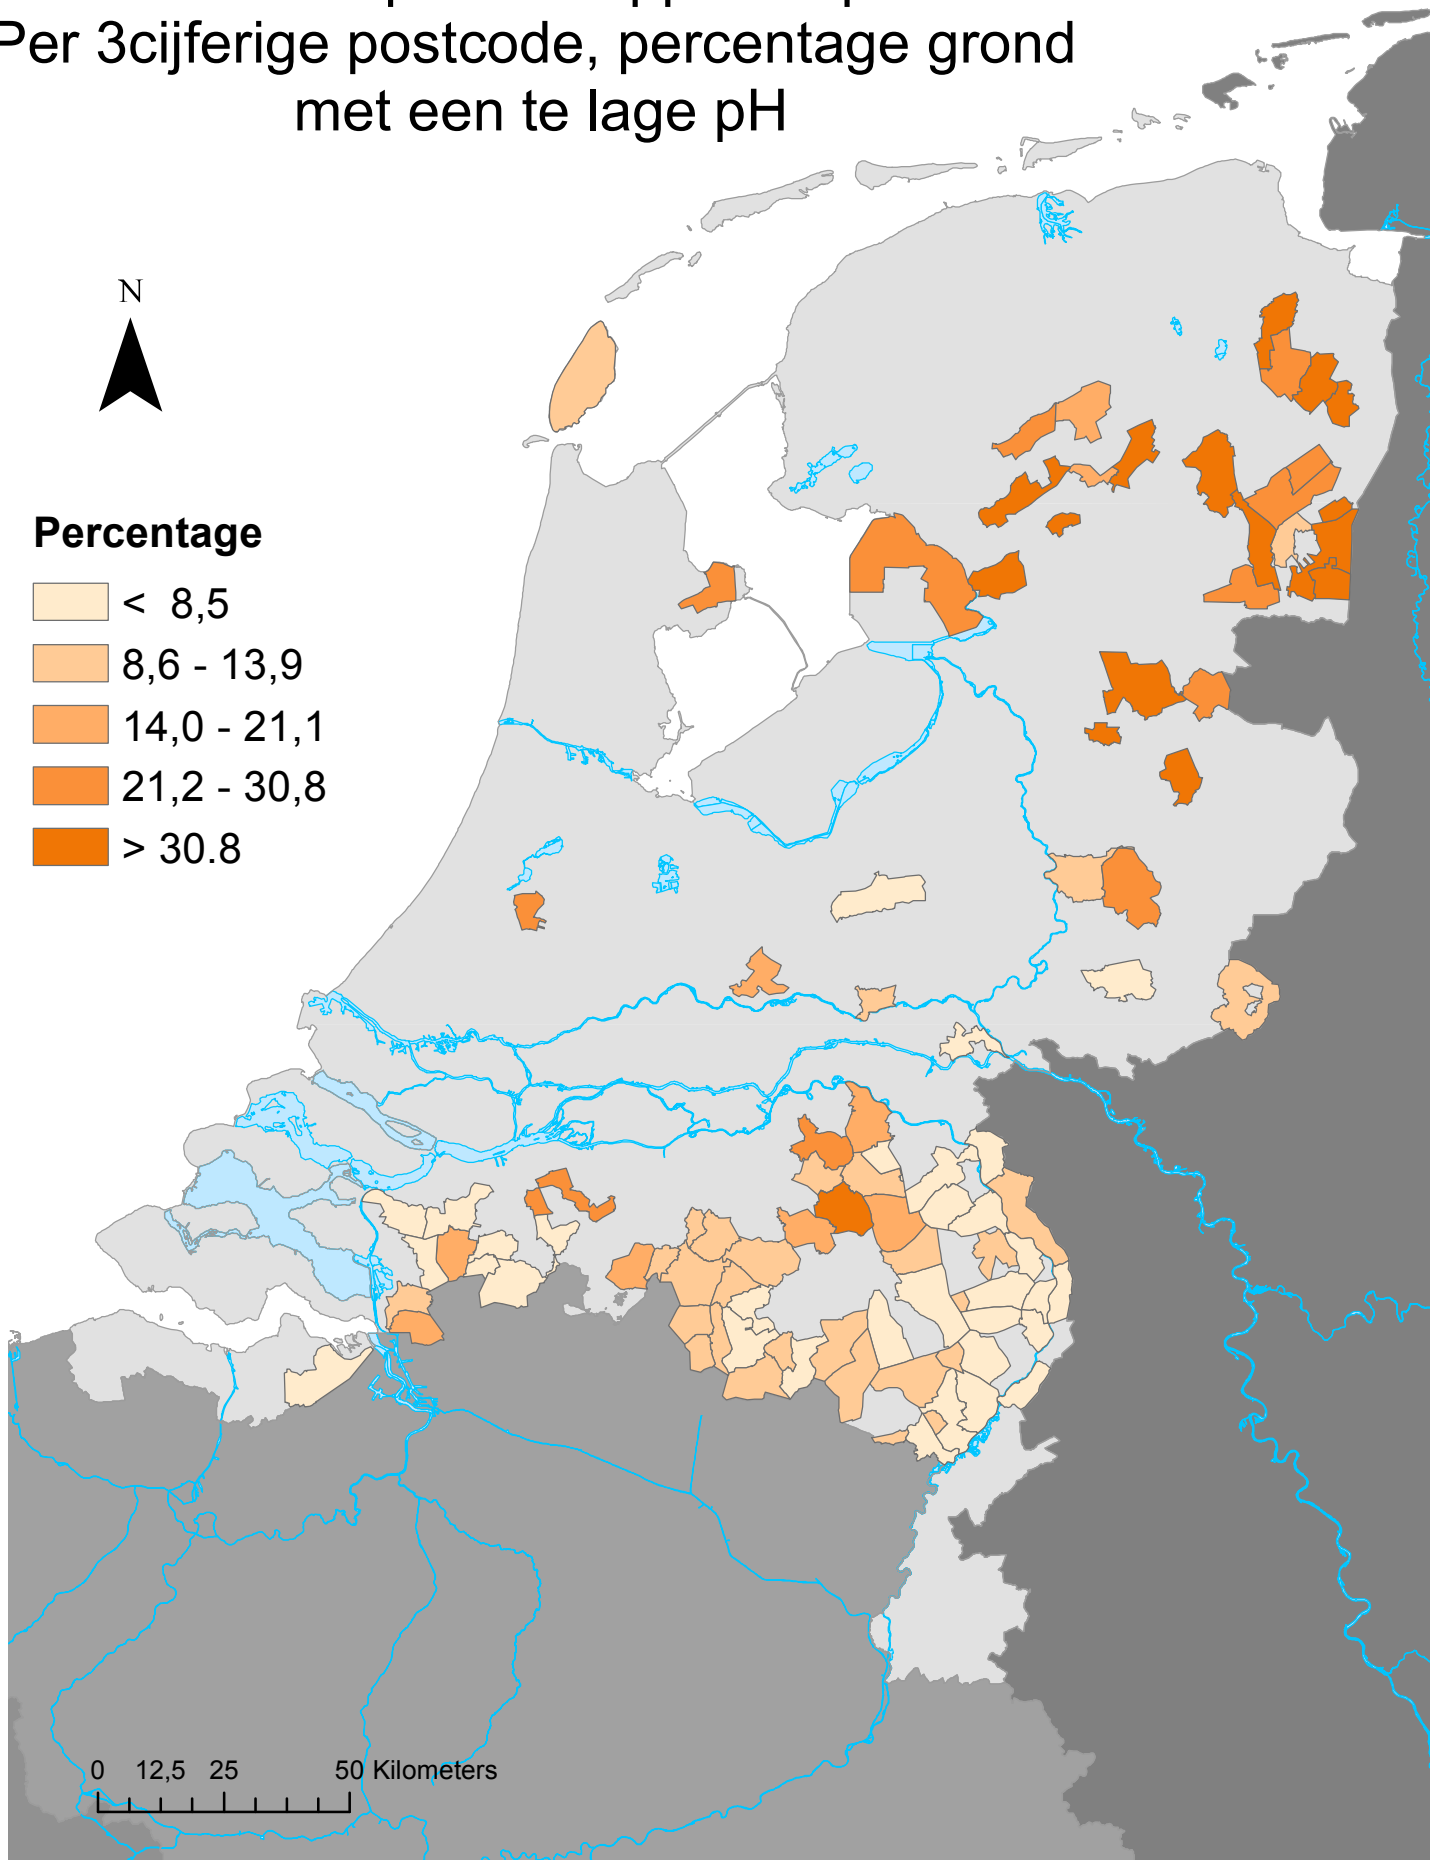 Per 3cijferige postcode, percentage grond
met een te lage pH
N
Percentage
< 8,5
8,6 - 13,9
14,0 - 21,1
21,2 - 30,8
> 30.8
0 12,5 25 50 Kilometers